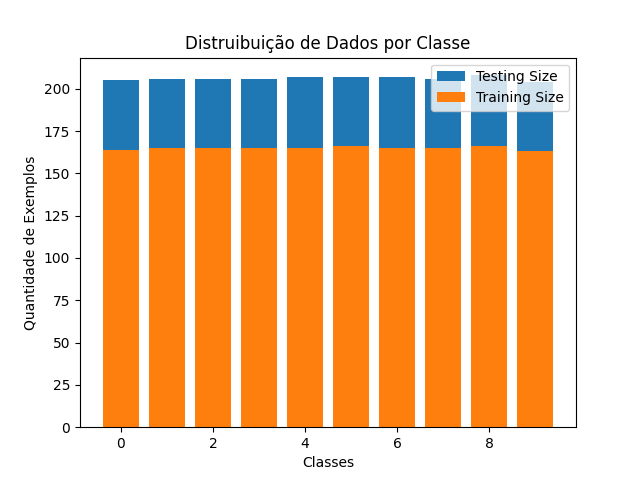 Distruibuição de Dados por Classe
Testing Size
Training Size
200
175
150
125
100
75
50
25
0
Quantidade de Exemplos
0 2 4 6 8
Classes